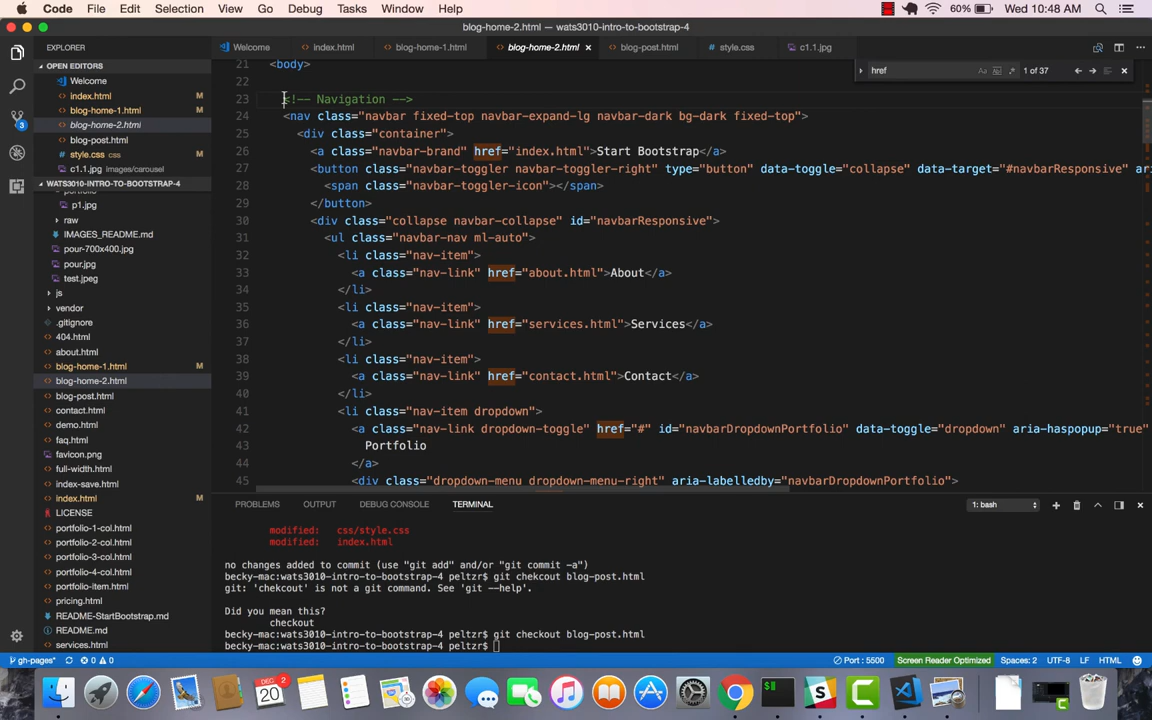 Code File Edit Selection View Go Debug Tasks Window Help 60% Wed 10:48 AM
blog-home-2.html — wats3010-intro-to-bootstrap-4
EXPLORER
Welcome index.html blog-home-1.html blog-home-2.html blog-post.html style.css c1.1.jpg
href 1 of 37
OPEN EDITORS
Welcome
index.html M
blog-home-1.html M
blog-home-2.html
blog-post.html
style.css css M
c1.1.jpg images/carousel
WATS3010-INTRO-TO-BOOTSTRAP-4
p1.jpg
raw
IMAGES_README.md
pour-700x400.jpg
pour.jpg
test.jpeg
js
vendor
.gitignore
404.html
about.html
blog-home-1.html M
blog-home-2.html
blog-post.html
contact.html
demo.html
faq.html
favicon.png
full-width.html
index-save.html
index.html M
LICENSE
portfolio-1-col.html
portfolio-2-col.html
portfolio-3-col.html
portfolio-4-col.html
portfolio-item.html
pricing.html
README-StartBootstrap.md
README.md
services.html
21 <body>
22
23 <!-- Navigation -->
24 <nav class="navbar fixed-top navbar-expand-lg navbar-dark bg-dark fixed-top">
25 <div class="container">
26 <a class="navbar-brand" href="index.html">Start Bootstrap</a>
27 <button class="navbar-toggler navbar-toggler-right" type="button" data-toggle="collapse" data-target="#navbarResponsive" ari
28 <span class="navbar-toggler-icon"></span>
29 </button>
30 <div class="collapse navbar-collapse" id="navbarResponsive">
31 <ul class="navbar-nav ml-auto">
32 <li class="nav-item">
33 <a class="nav-link" href="about.html">About</a>
34 </li>
35 <li class="nav-item">
36 <a class="nav-link" href="services.html">Services</a>
37 </li>
38 <li class="nav-item">
39 <a class="nav-link" href="contact.html">Contact</a>
40 </li>
41 <li class="nav-item dropdown">
42 <a class="nav-link dropdown-toggle" href="#" id="navbarDropdownPortfolio" data-toggle="dropdown" aria-haspopup="true"
43 Portfolio
44 </a>
45 <div class="dropdown-menu dropdown-menu-right" aria-labelledby="navbarDropdownPortfolio">
PROBLEMS OUTPUT DEBUG CONSOLE TERMINAL 1: bash
modified: css/style.css
modified: index.html
no changes added to commit (use "git add" and/or "git commit -a")
becky-mac:wats3010-intro-to-bootstrap-4 peltzr$ git chekcout blog-post.html
git: 'chekcout' is not a git command. See 'git --help'.
Did you mean this?
checkout
becky-mac:wats3010-intro-to-bootstrap-4 peltzr$ git checkout blog-post.html
becky-mac:wats3010-intro-to-bootstrap-4 peltzr$
gh-pages* 0 0 Port : 5500 Screen Reader Optimized Spaces: 2 UTF-8 LF HTML